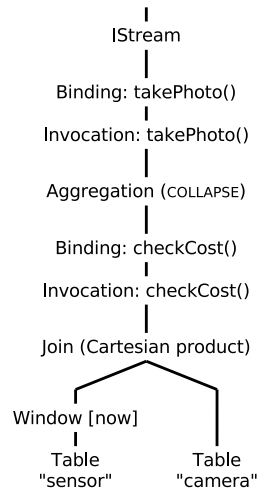 IStream
Binding: takePhoto()
Invocation: takePhoto()
Aggregation (COLLAPSE)
Binding: checkCost()
Invocation: checkCost()
Join (Cartesian product)
Window [now]
Table
"sensor"
Table
"camera"